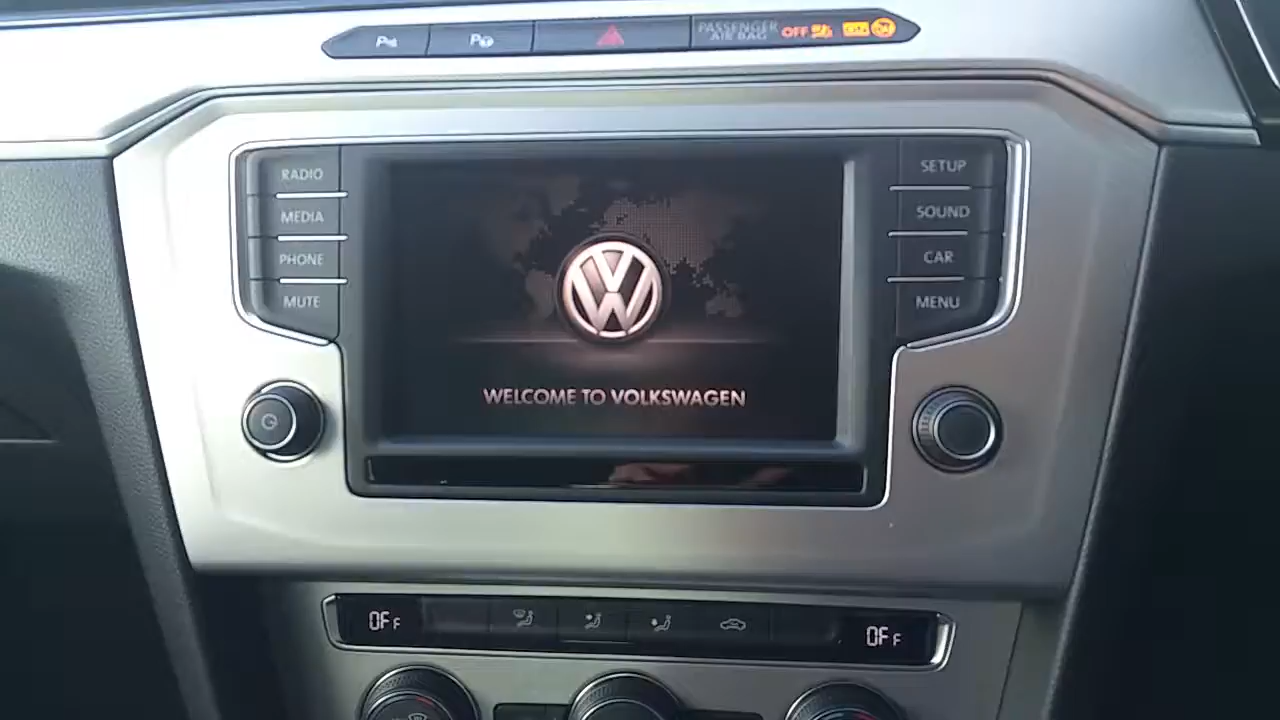 PASSENGER
AIR BAG
OFF
RADIO
MEDIA
PHONE
MUTE
SETUP
SOUND
CAR
MENU
WELCOME TO VOLKSWAGEN
OFF
OFF